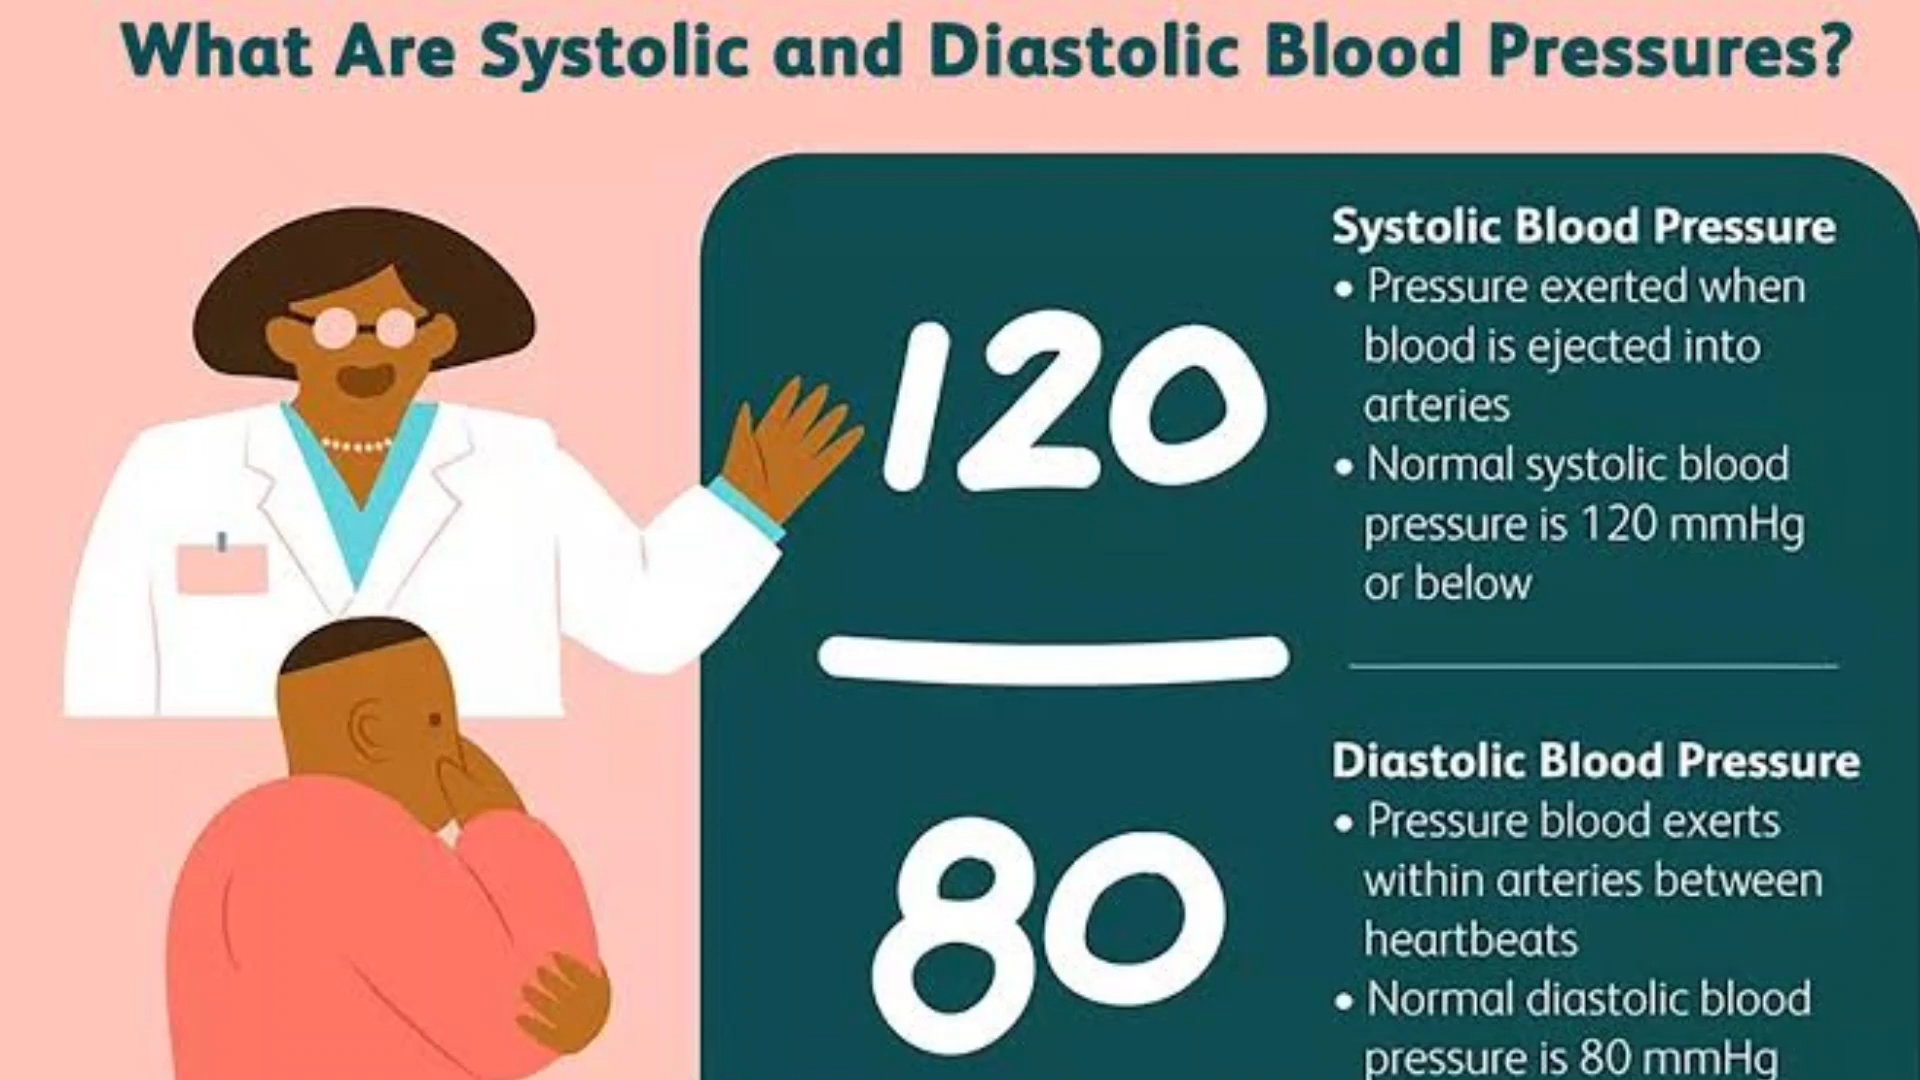 What Are Systolic and Diastolic Blood Pressures?
120
80
Systolic Blood Pressure
• Pressure exerted when
blood is ejected into
arteries
• Normal systolic blood
pressure is 120 mmHg
or below
Diastolic Blood Pressure
• Pressure blood exerts
within arteries between
heartbeats
• Normal diastolic blood
pressure is 80 mmHg